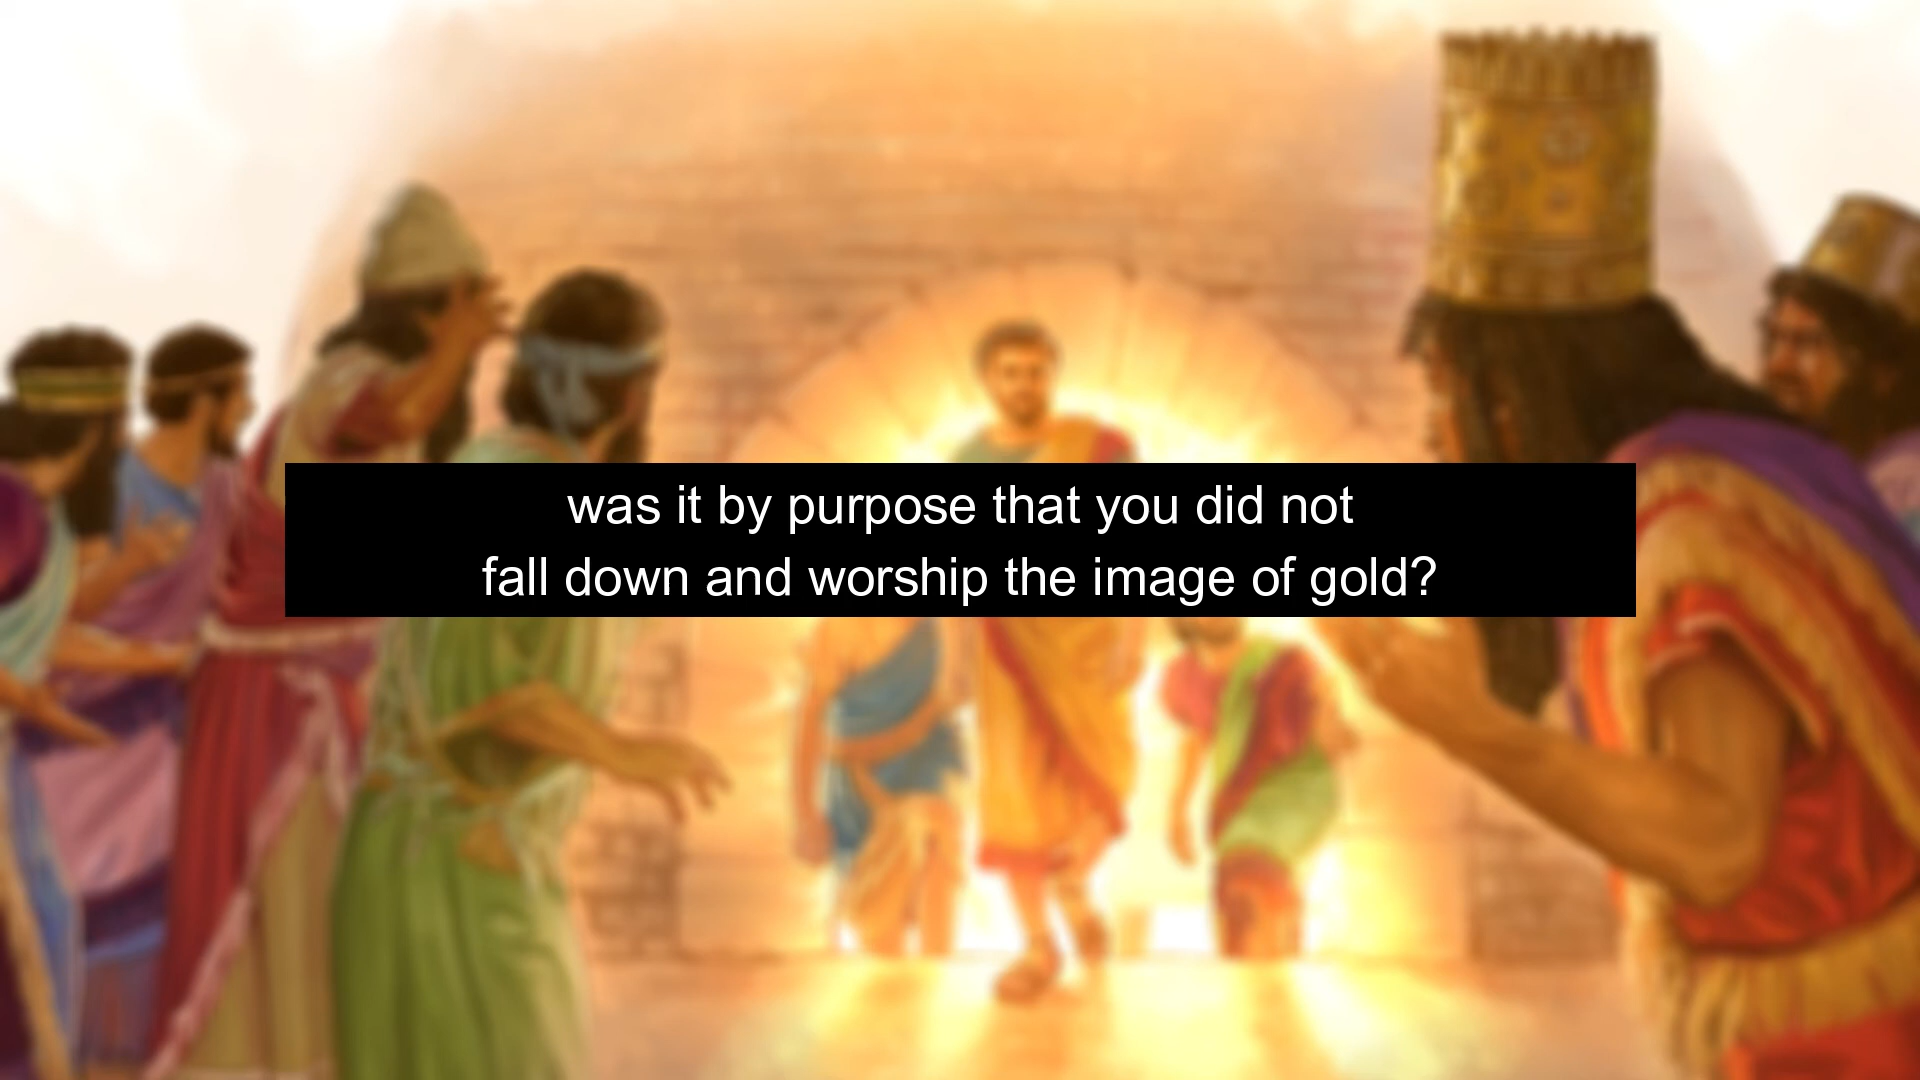 was it by purpose that you did not
fall down and worship the image of gold?